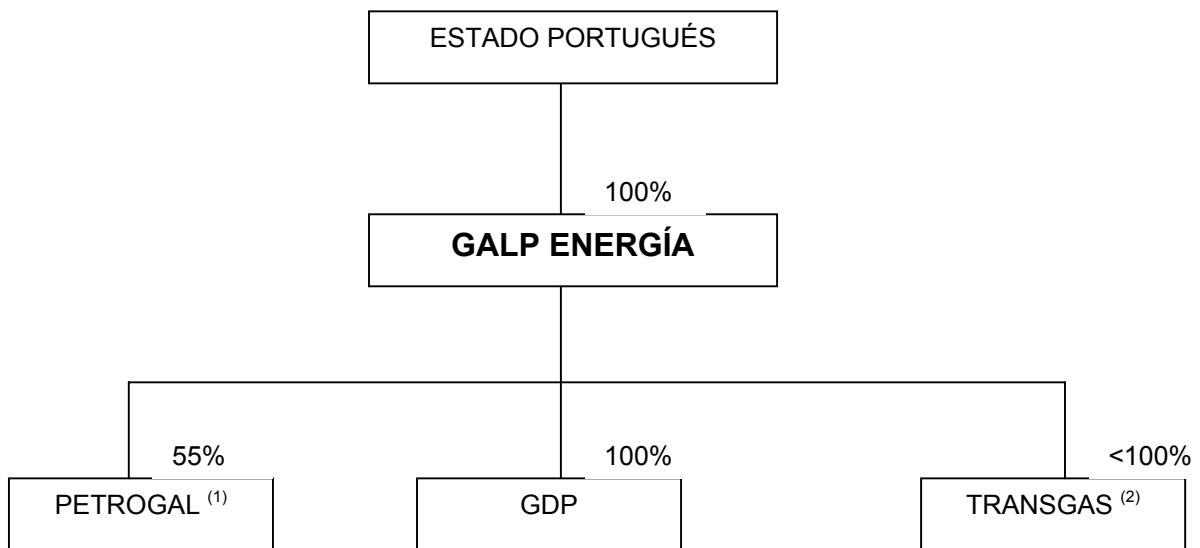 ESTADO PORTUGUÉS
100%
GALP ENERGÍA
55%
100%
<100%
PETROGAL (1)
GDP
TRANSGAS (2)